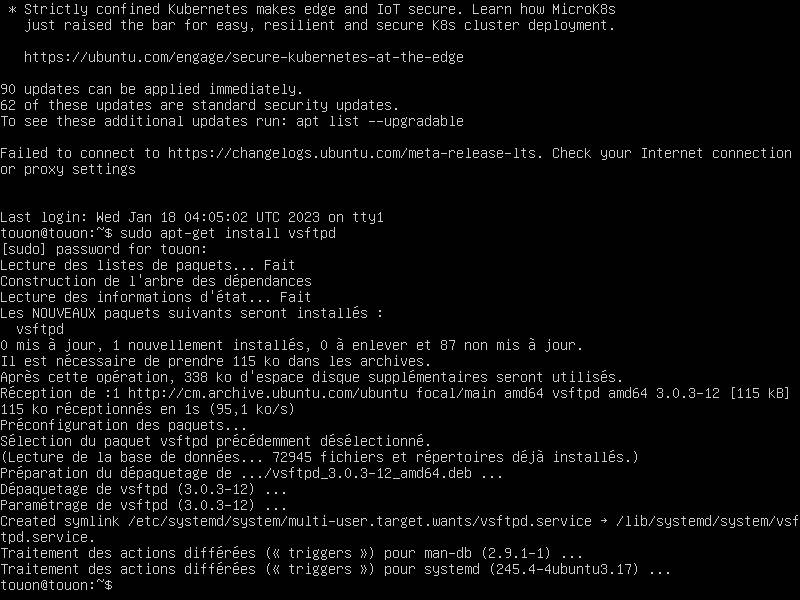 * Strictly confined Kubernetes makes edge and IoT secure. Learn how MicroK8s
   just raised the bar for easy, resilient and secure K8s cluster deployment.

   https://ubuntu.com/engage/secure-kubernetes-at-the-edge

90 updates can be applied immediately.
62 of these updates are standard security updates.
To see these additional updates run: apt list --upgradable

Failed to connect to https://changelogs.ubuntu.com/meta-release-lts. Check your Internet connection
or proxy settings

Last login: Wed Jan 18 04:05:02 UTC 2023 on tty1
touon@touon:~$ sudo apt-get install vsftpd
[sudo] password for touon:
Lecture des listes de paquets... Fait
Construction de l'arbre des dépendances
Lecture des informations d'état... Fait
Les NOUVEAUX paquets suivants seront installés :
  vsftpd
0 mis à jour, 1 nouvellement installés, 0 à enlever et 87 non mis à jour.
Il est nécessaire de prendre 115 ko dans les archives.
Après cette opération, 338 ko d'espace disque supplémentaires seront utilisés.
Réception de :1 http://cm.archive.ubuntu.com/ubuntu focal/main amd64 vsftpd amd64 3.0.3-12 [115 kB]
115 ko réceptionnés en 1s (95,1 ko/s)
Préconfiguration des paquets...
Sélection du paquet vsftpd précédemment désélectionné.
(Lecture de la base de données... 72945 fichiers et répertoires déjà installés.)
Préparation du dépaquetage de .../vsftpd_3.0.3-12_amd64.deb ...
Dépaquetage de vsftpd (3.0.3-12) ...
Paramétrage de vsftpd (3.0.3-12) ...
Created symlink /etc/systemd/system/multi-user.target.wants/vsftpd.service → /lib/systemd/system/vsf
tpd.service.
Traitement des actions différées (« triggers ») pour man-db (2.9.1-1) ...
Traitement des actions différées (« triggers ») pour systemd (245.4-4ubuntu3.17) ...
touon@touon:~$